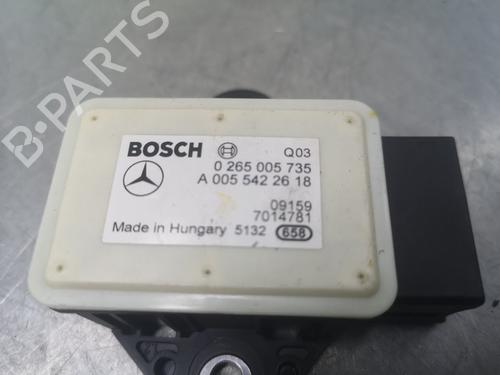 BOSCH Q03
0 265 005 735
A 005 542 26 18
09159
7014781
Made in Hungary 5132 658
B-PARTS